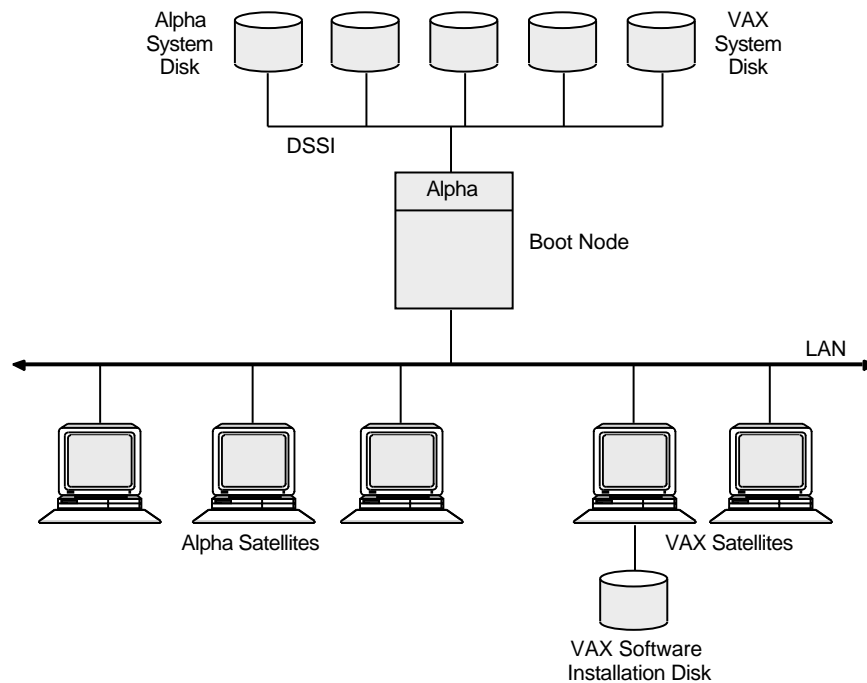 Alpha
System
Disk
VAX
System
Disk
DSSI
Alpha
Boot Node
LAN
Alpha Satellites
VAX Satellites
VAX Software
Installation Disk